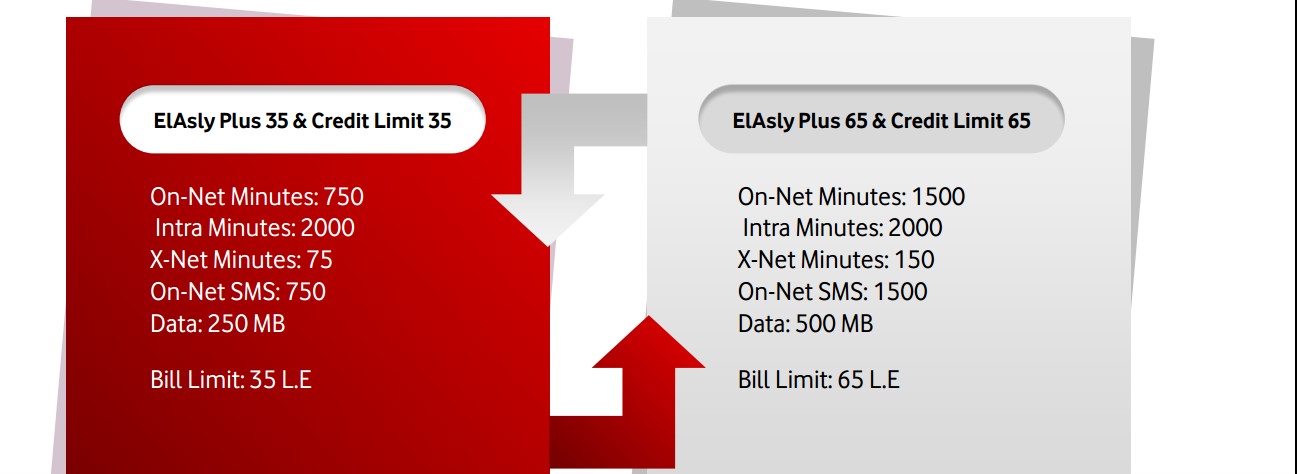 ElAsly Plus 35 & Credit Limit 35
On-Net Minutes: 750
Intra Minutes: 2000
X-Net Minutes: 75
On-Net SMS: 750
Data: 250 MB
Bill Limit: 35 L.E
ElAsly Plus 65 & Credit Limit 65
On-Net Minutes: 1500
Intra Minutes: 2000
X-Net Minutes: 150
On-Net SMS: 1500
Data: 500 MB
Bill Limit: 65 L.E